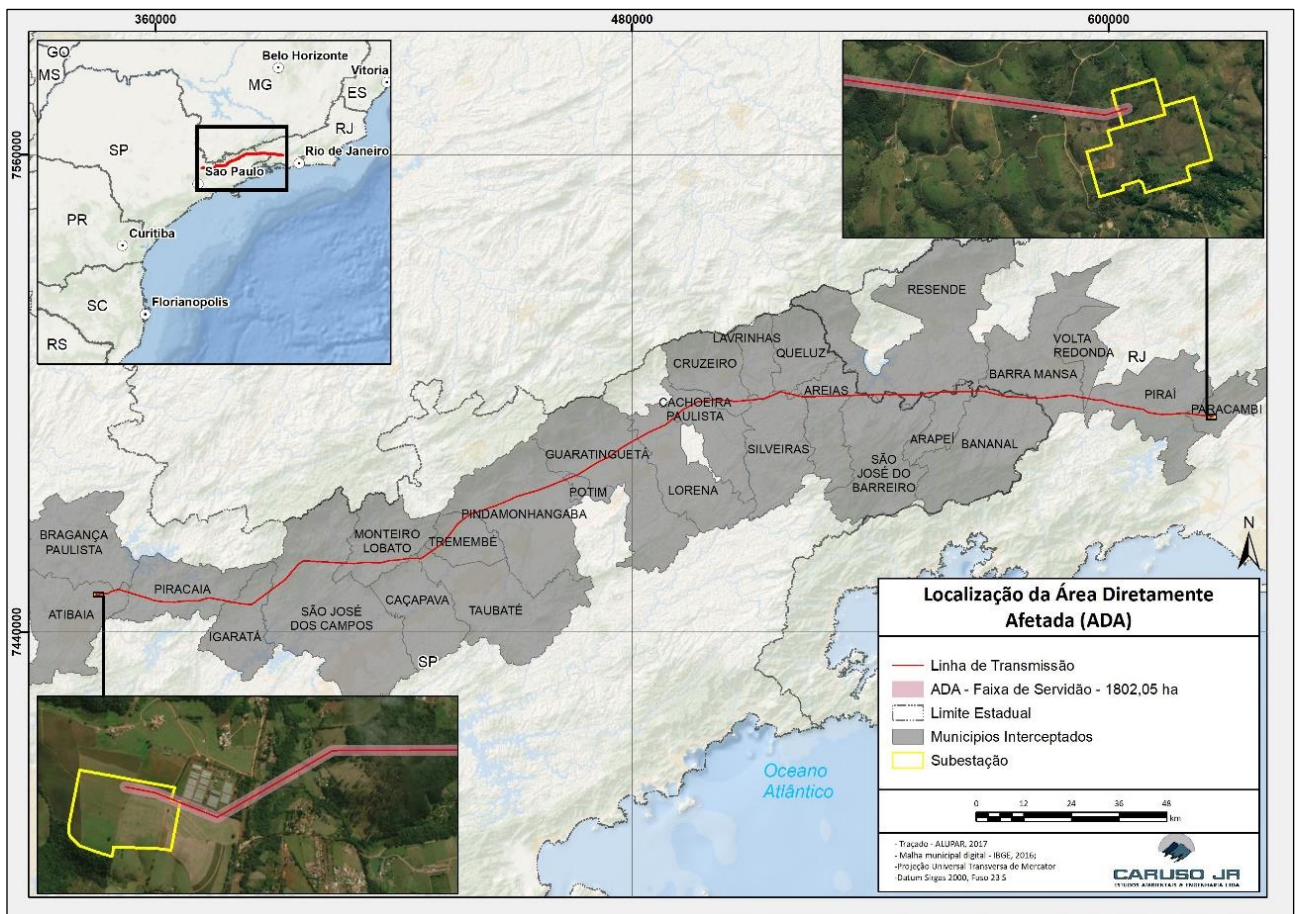 360000
480000
600000
7560000
7440000
GO
MS
Belo Horizonte
MG
Vitoria
ES
SP
RJ
Rio de Janeiro
São Paulo
PR
Curitiba
SC
Florianopolis
RS
RESENDE
LAVRINHAS
QUELUZ
CRUZEIRO
VOLTA
REDONDA
RJ
BARRA MANSA
AREIAS
PIRAÍ
CACHOEIRA
PAULISTA
PARACAMBI
GUARATINGUETÁ
SILVEIRAS
ARAPEÍ
BANANAL
SÃO
JOSÉ DO
BARREIRO
POTIM
LORENA
PINDAMONHANGABA
BRAGANÇA
PAULISTA
MONTEIRO
LOBATO
TREMEMBÉ
PIRACAIA
ATIBAIA
SÃO JOSÉ
DOS CAMPOS
CAÇAPAVA
TAUBATÉ
IGARATÁ
SP
Oceano
Atlântico
N
Localização da Área Diretamente
Afetada (ADA)
Linha de Transmissão
ADA - Faixa de Servidão - 1802,05 ha
Limite Estadual
Municipios Interceptados
Subestação
0 12 24 36 48
km
- Traçado - ALUPAR, 2017
- Malha municipal digital - IBGE, 2016;
-Projeção Universal Transversa de Mercator
-Datum Sirgas 2000, Fuso 23 S
CARUSO JR
ESTUDOS AMBIENTAIS & ENGENHARIA LTDA